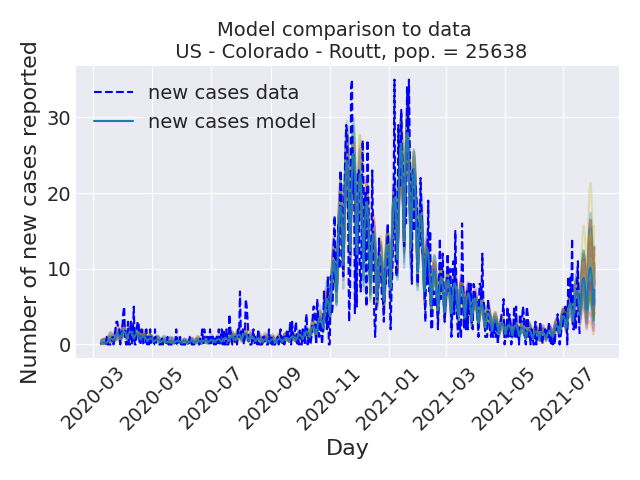 Model comparison to data
US - Colorado - Routt, pop. = 25638
Number of new cases reported
30
20
10
0
new cases data
new cases model
2020-03
2020-05
2020-07
2020-09
2020-11
2021-01
2021-03
2021-05
2021-07
Day